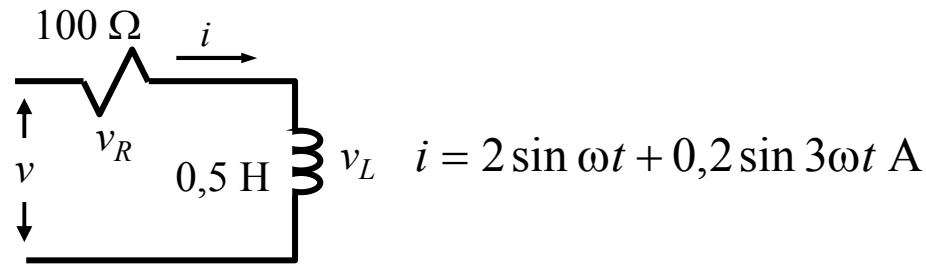 100 Ω
i
v_R
v
0,5 H
v_L
i = 2 sin ωt + 0,2 sin 3ωt A